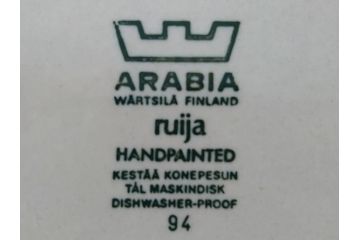 ARABIA
WÄRTSILÄ FINLAND
ruija
HANDPAINTED
KESTÄÄ KONEPESUN
TÅL MASKINDISK
DISHWASHER-PROOF
94